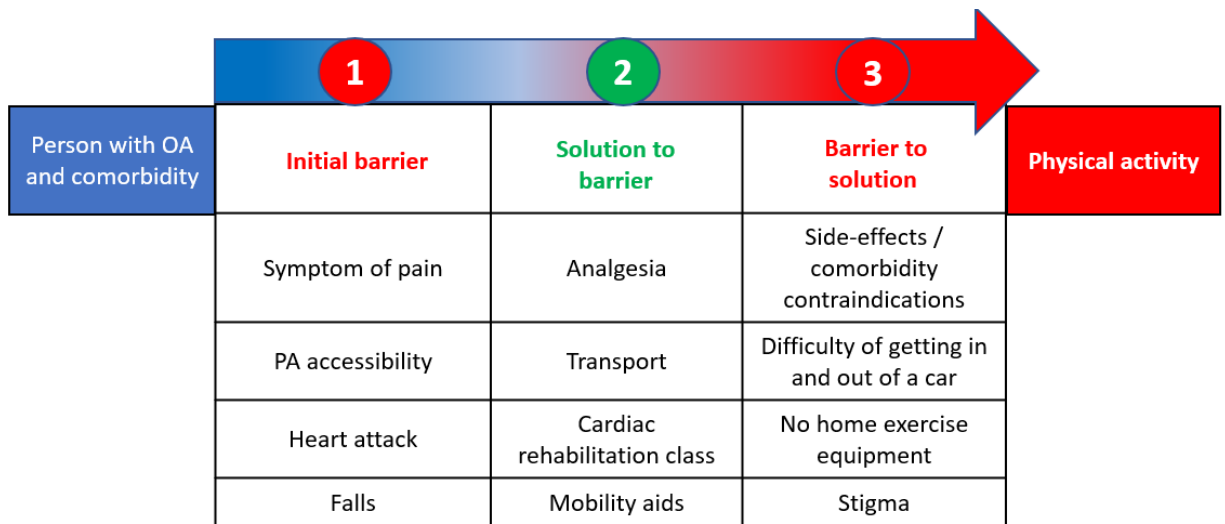 1
2
3
Person with OA
and comorbidity
Initial barrier
Solution to
barrier
Barrier to
solution
Physical activity
Symptom of pain
Analgesia
Side-effects /
comorbidity
contraindications
PA accessibility
Transport
Difficulty of getting in
and out of a car
Heart attack
Cardiac
rehabilitation class
No home exercise
equipment
Falls
Mobility aids
Stigma